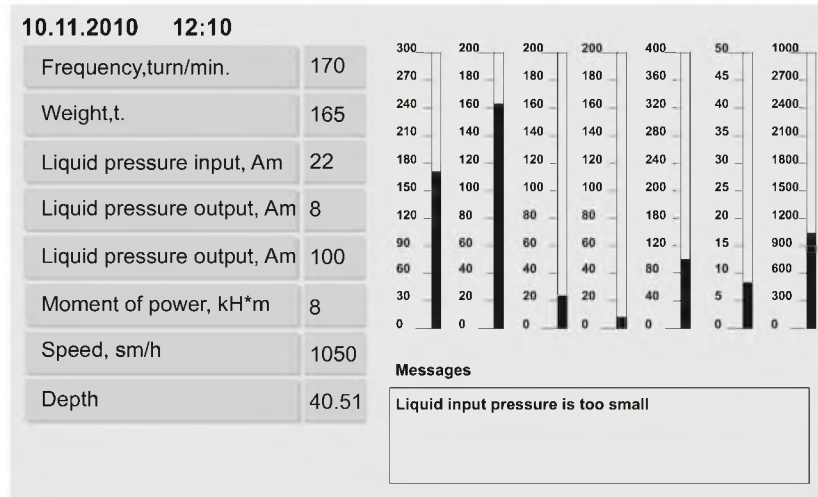 10.11.2010 12:10
Frequency,turn/min. 170
Weight,t. 165
Liquid pressure input, Am 22
Liquid pressure output, Am 8
Liquid pressure output, Am 100
Moment of power, kH*m 8
Speed, sm/h 1050
Depth 40.51
300 200 200 200 400 50 1000
270 180 180 180 360 45 2700
240 160 160 160 320 40 2400
210 140 140 140 280 35 2100
180 120 120 120 240 30 1800
150 100 100 100 200 25 1500
120 80 80 80 180 20 1200
90 60 60 60 120 15 900
60 40 40 40 80 10 600
30 20 20 20 40 5 300
0 0 0 0 0 0 0
Messages
Liquid input pressure is too small